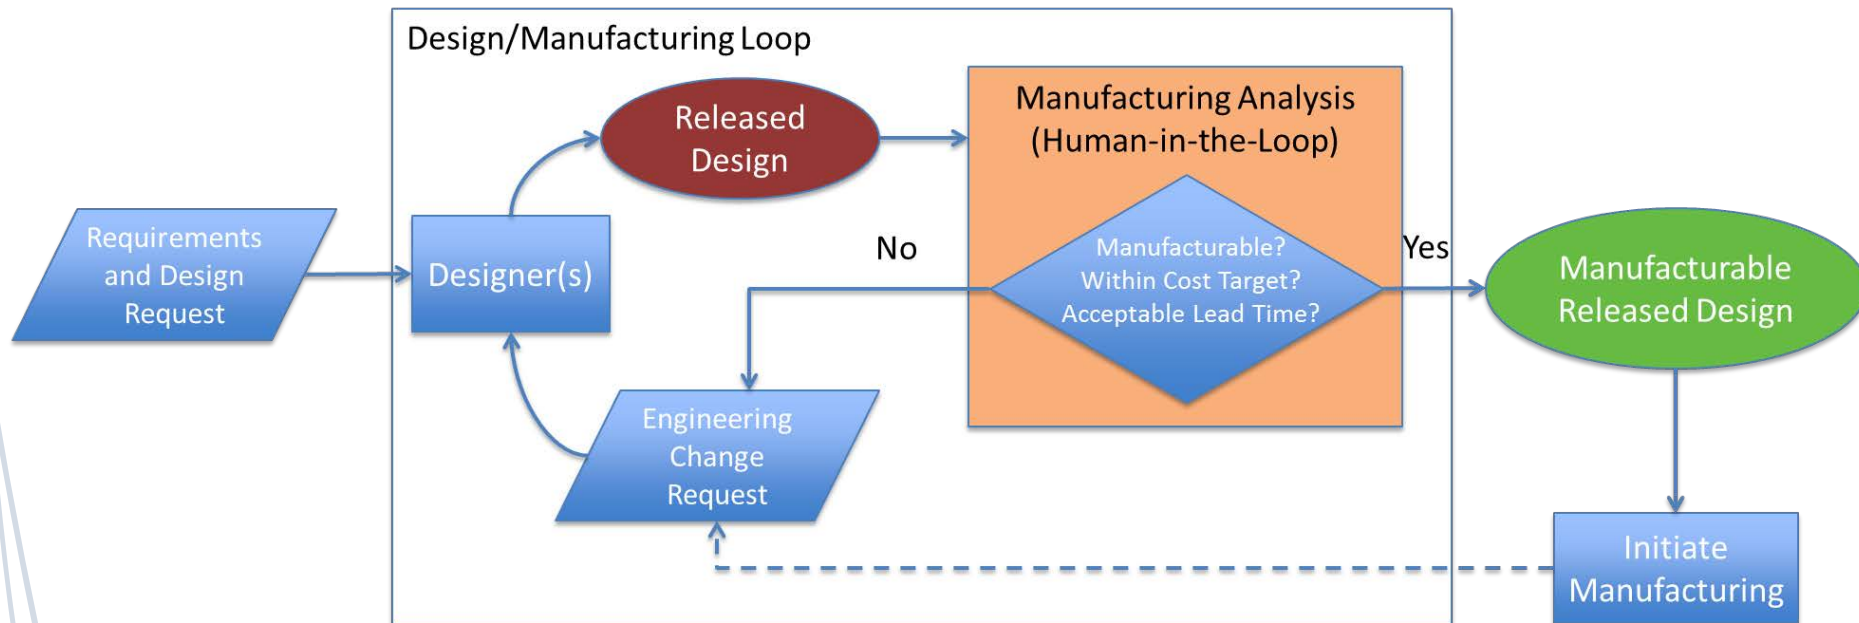 Design/Manufacturing Loop
Released
Design
Manufacturing Analysis
(Human-in-the-Loop)
Requirements
and Design
Request
Designer(s)
No
Manufacturable?
Within Cost Target?
Acceptable Lead Time?
Yes
Manufacturable
Released Design
Engineering
Change
Request
Initiate
Manufacturing